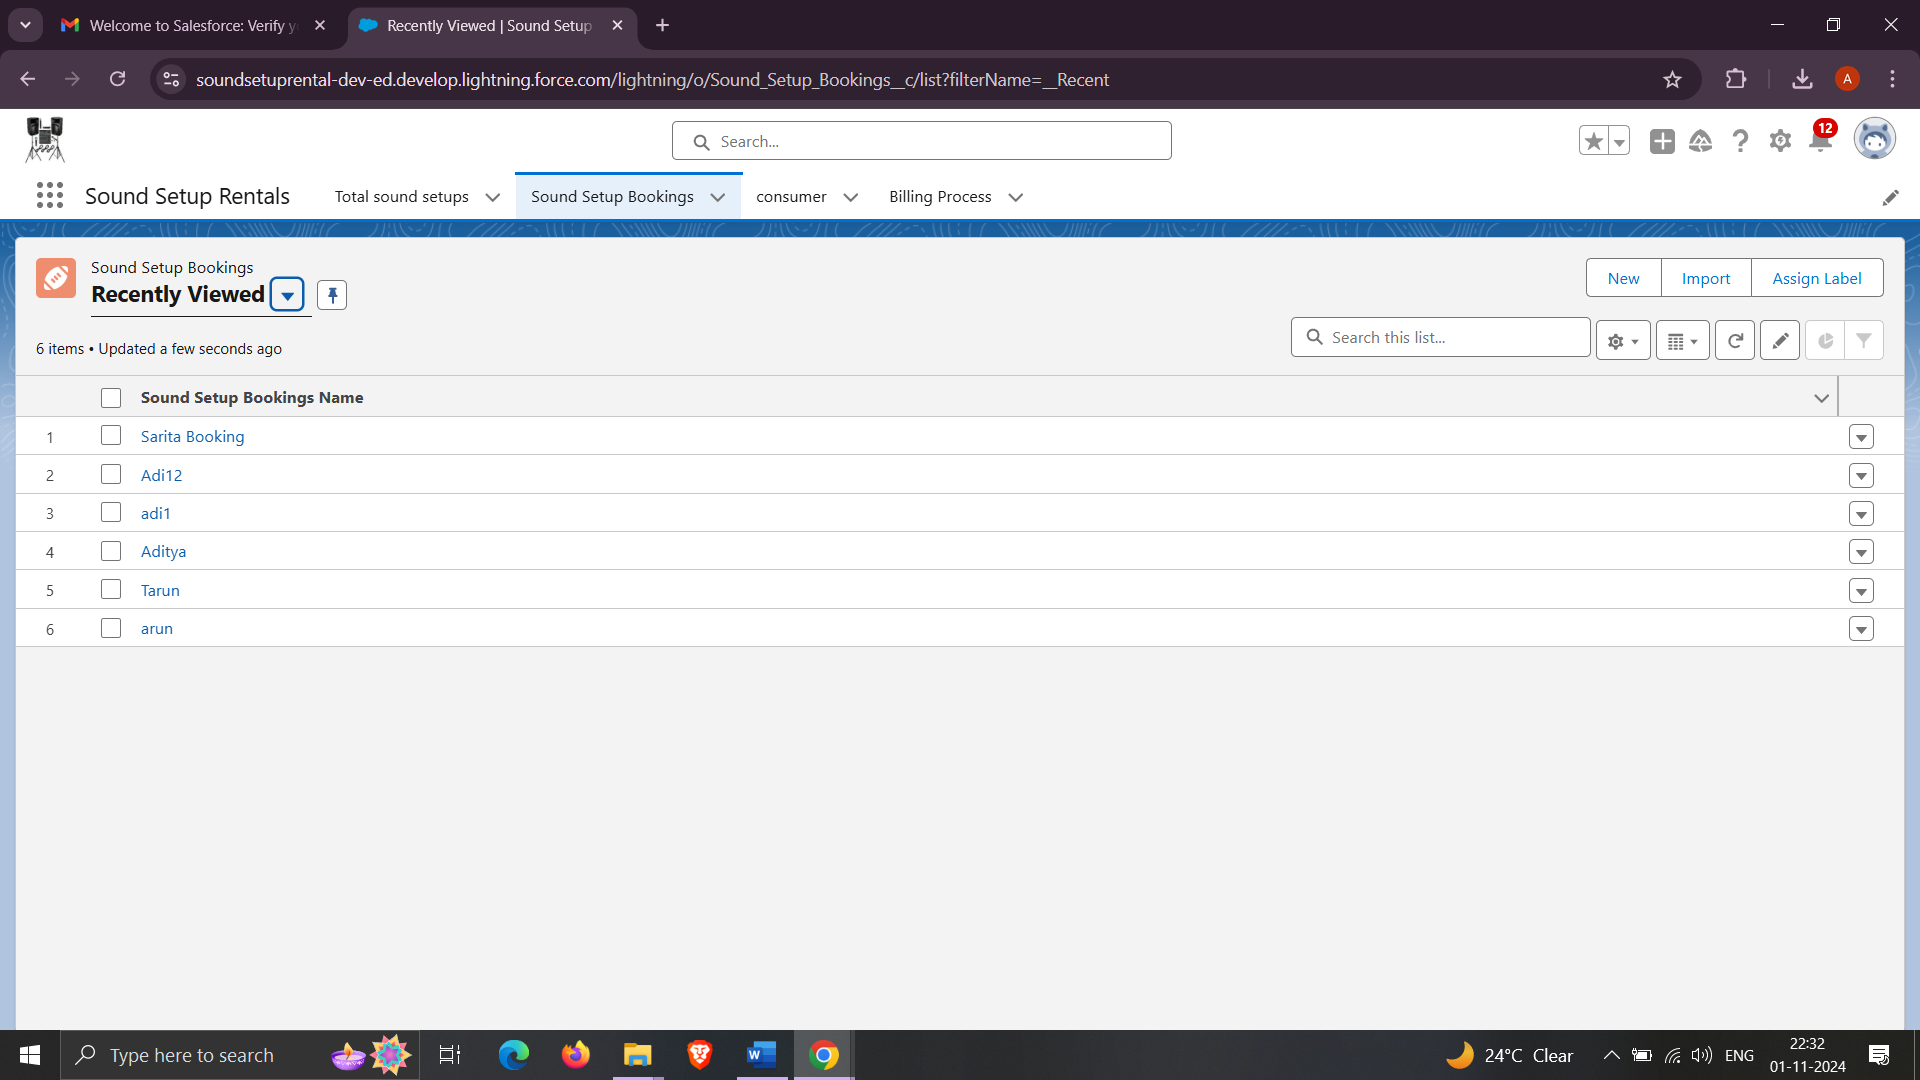 Welcome to Salesforce: Verify y
Recently Viewed | Sound Setup
soundsetuprental-dev-ed.develop.lightning.force.com/lightning/o/Sound_Setup_Bookings__c/list?filterName=__Recent
A
Search...
12
Sound Setup Rentals
Total sound setups
Sound Setup Bookings
consumer
Billing Process
Sound Setup Bookings
Recently Viewed
New
Import
Assign Label
6 items • Updated a few seconds ago
Search this list...
Sound Setup Bookings Name
1 Sarita Booking
2 Adi12
3 adi1
4 Aditya
5 Tarun
6 arun
Type here to search
24°C Clear
ENG
22:32
01-11-2024